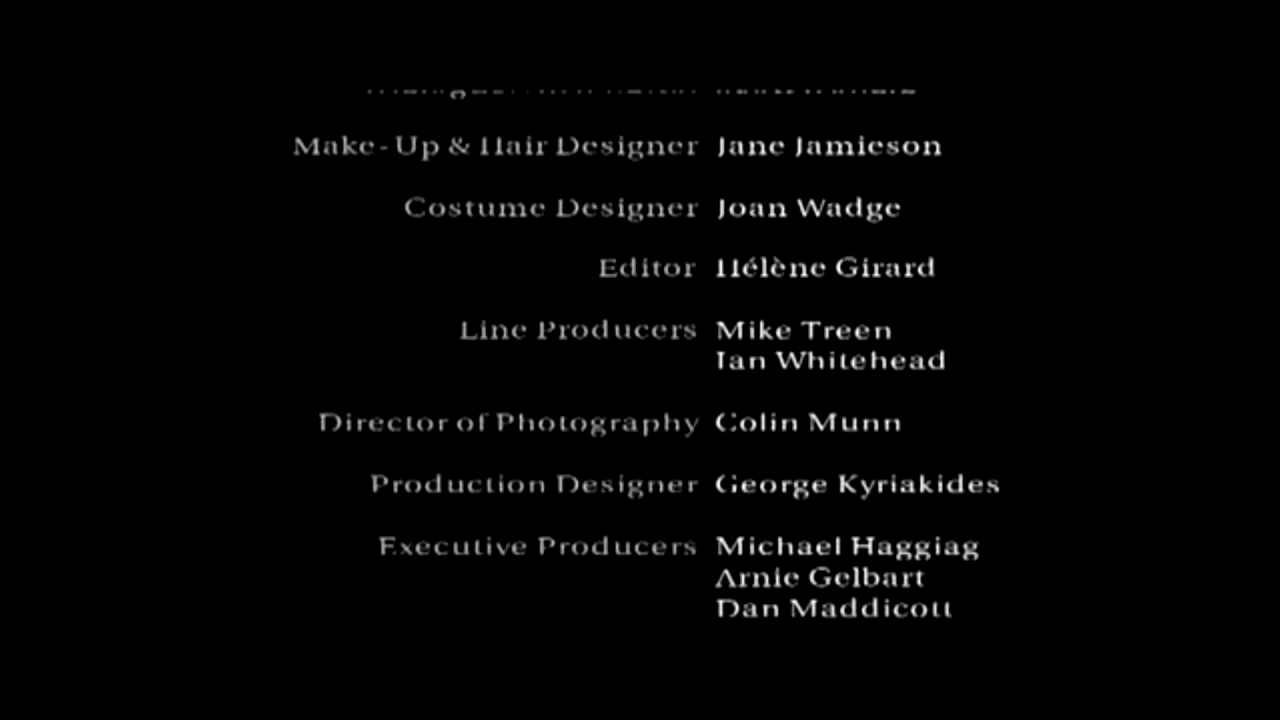 Make-Up & Hair Designer Jane Jamieson
Costume Designer Joan Wadge
Editor Hélène Girard
Line Producers Mike Treen
Ian Whitehead
Director of Photography Colin Munn
Production Designer George Kyriakides
Executive Producers Michael Haggiag
Arnie Gelbart
Dan Maddicott